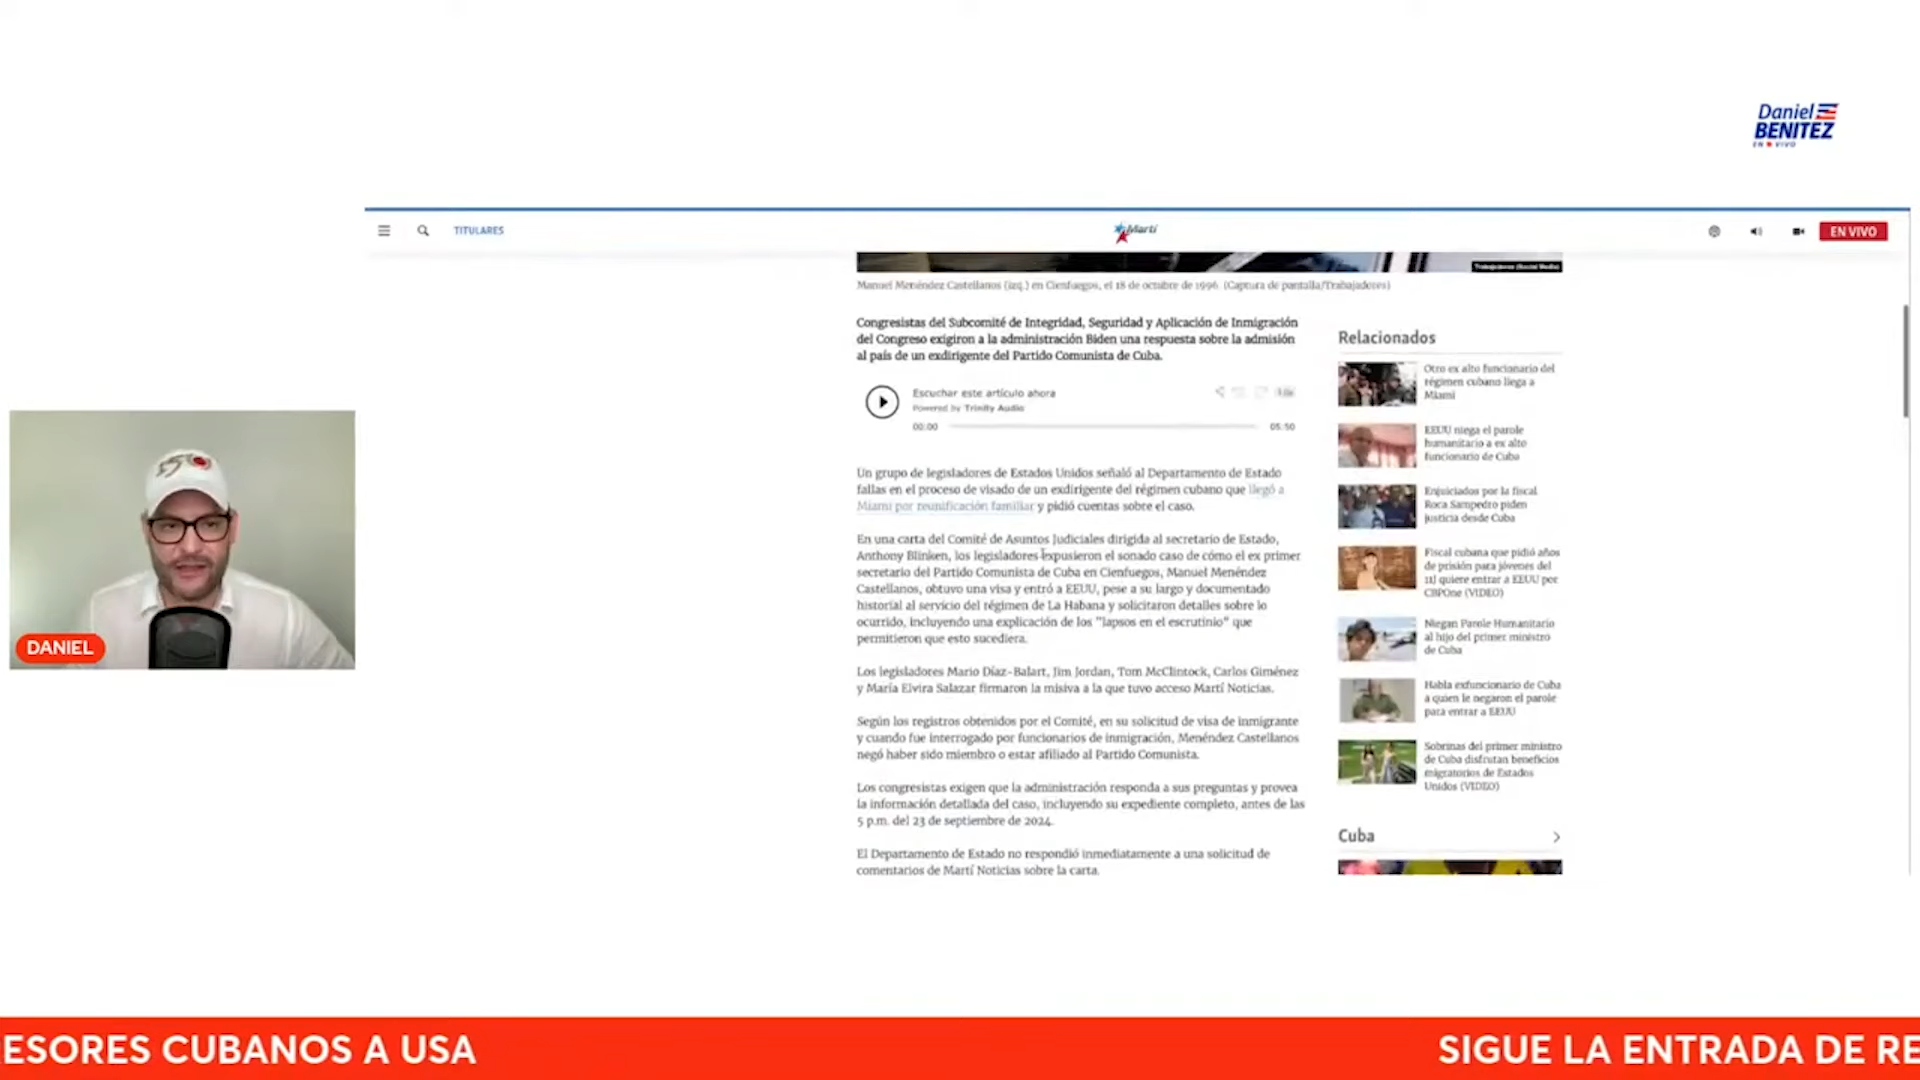 Daniel
BENITEZ
EN VIVO
TITULARES
Martí
EN VIVO
Manuel Menéndez Castellanos (izq.) en Cienfuegos, el 18 de octubre de 1996. (Captura de pantalla/Trabajadores)
Congresistas del Subcomité de Integridad, Seguridad y Aplicación de Inmigración
del Congreso exigiron a la administración Biden una respuesta sobre la admisión
al país de un exdirigente del Partido Comunista de Cuba.
Escuchar este artículo ahora
Powered by Trinity Audio
00:00
05:50
Un grupo de legisladores de Estados Unidos señaló al Departamento de Estado
fallas en el proceso de visado de un exdirigente del régimen cubano que llegó a
Miami por reunificación familiar y pidió cuentas sobre el caso.
En una carta del Comité de Asuntos Judiciales dirigida al secretario de Estado,
Anthony Blinken, los legisladores expusieron el sonado caso de cómo el ex primer
secretario del Partido Comunista de Cuba en Cienfuegos, Manuel Menéndez
Castellanos, obtuvo una visa y entró a EEUU, pese a su largo y documentado
historial al servicio del régimen de La Habana y solicitaron detalles sobre lo
ocurrido, incluyendo una explicación de los "lapsos en el escrutinio" que
permitieron que esto sucediera.
Los legisladores Mario Díaz-Balart, Jim Jordan, Tom McClintock, Carlos Giménez
y María Elvira Salazar firmaron la misiva a la que tuvo acceso Martí Noticias.
Según los registros obtenidos por el Comité, en su solicitud de visa de inmigrante
y cuando fue interrogado por funcionarios de inmigración, Menéndez Castellanos
negó haber sido miembro o estar afiliado al Partido Comunista.
Los congresistas exigen que la administración responda a sus preguntas y provea
la información detallada del caso, incluyendo su expediente completo, antes de las
5 p.m. del 23 de septiembre de 2024.
El Departamento de Estado no respondió inmediatamente a una solicitud de
comentarios de Martí Noticias sobre la carta.
Relacionados
Otro ex alto funcionario del
régimen cubano llega a
Miami
EEUU niega el parole
humanitario a ex alto
funcionario de Cuba
Enjuiciados por la fiscal
Roca Sampedro piden
justicia desde Cuba
Fiscal cubana que pidió años
de prisión para jóvenes del
11J quiere entrar a EEUU por
CBPOne (VIDEO)
Niegan Parole Humanitario
al hijo del primer ministro
de Cuba
Habla exfuncionario de Cuba
a quien le negaron el parole
para entrar a EEUU
Sobrinas del primer ministro
de Cuba disfrutan beneficios
migratorios de Estados
Unidos (VIDEO)
Cuba
DANIEL
ESORES CUBANOS A USA
SIGUE LA ENTRADA DE RE